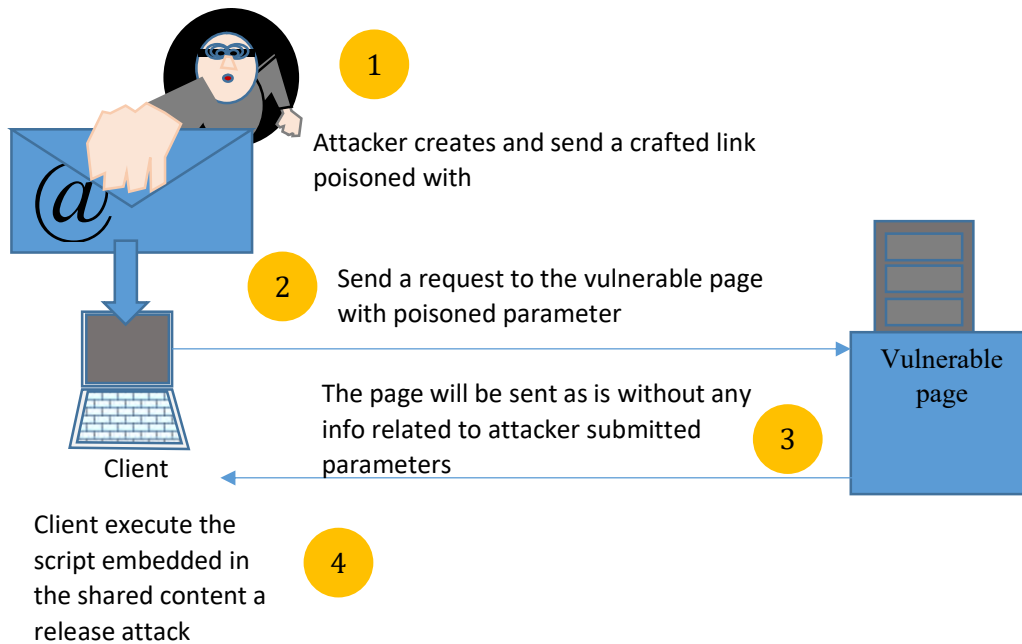 1
Attacker creates and send a crafted link
poisoned with
@
2
Send a request to the vulnerable page
with poisoned parameter
Vulnerable
page
The page will be sent as is without any
info related to attacker submitted
parameters
3
Client
Client execute the
script embedded in
the shared content a
release attack
4